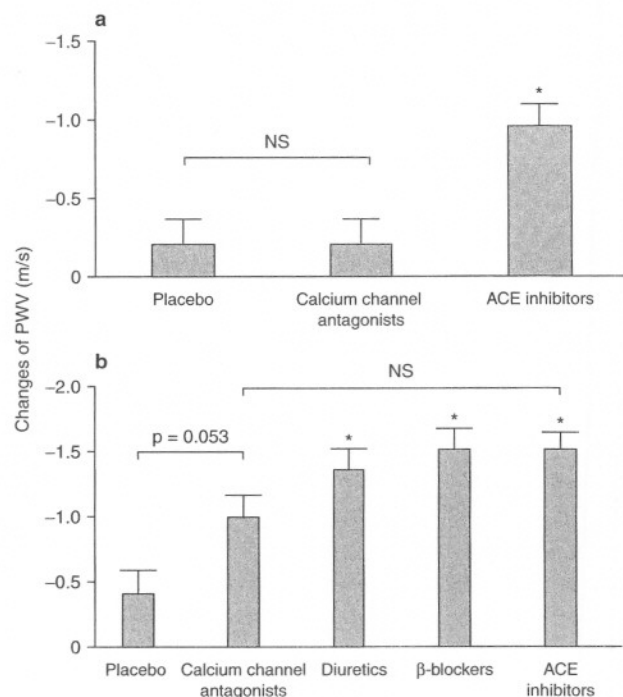 a
Changes of PWV (m/s)
–1.5
–1.0
–0.5
0
NS
*
Placebo
Calcium channel
antagonists
ACE inhibitors
b
–2.0
–1.5
–1.0
–0.5
0
NS
p = 0.053
*
*
*
Placebo
Calcium channel
antagonists
Diuretics
β-blockers
ACE
inhibitors